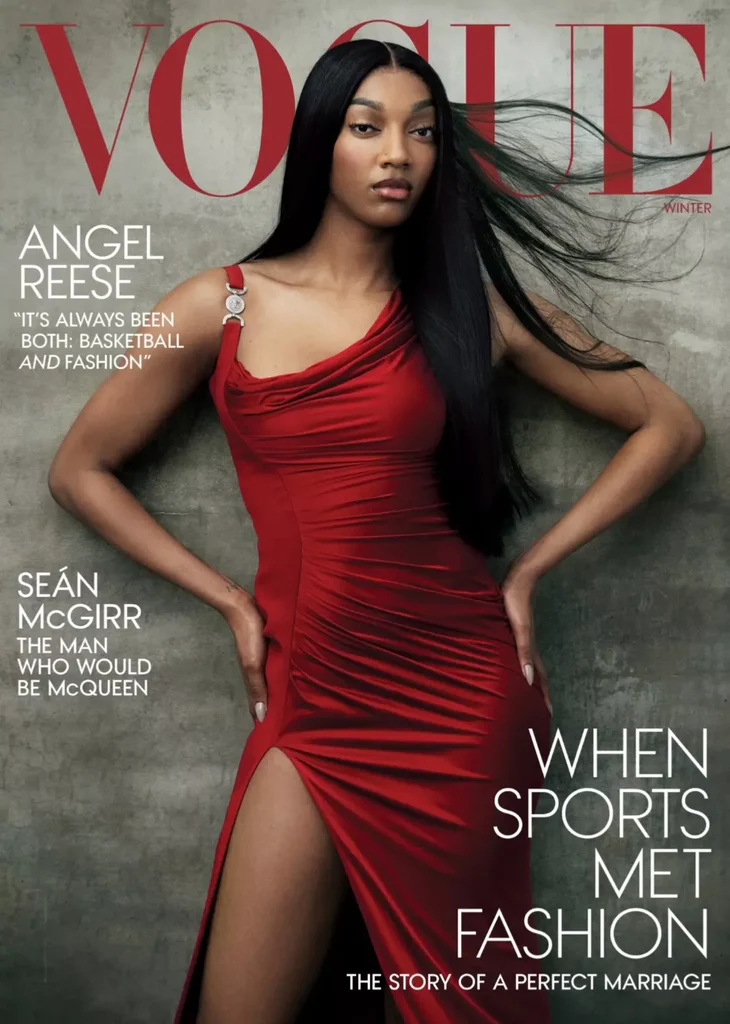 VOGUE
WINTER
ANGEL
REESE
“IT’S ALWAYS BEEN
BOTH: BASKETBALL
AND FASHION”
SEÁN
McGIRR
THE MAN
WHO WOULD
BE McQUEEN
WHEN
SPORTS
MET
FASHION
THE STORY OF A PERFECT MARRIAGE